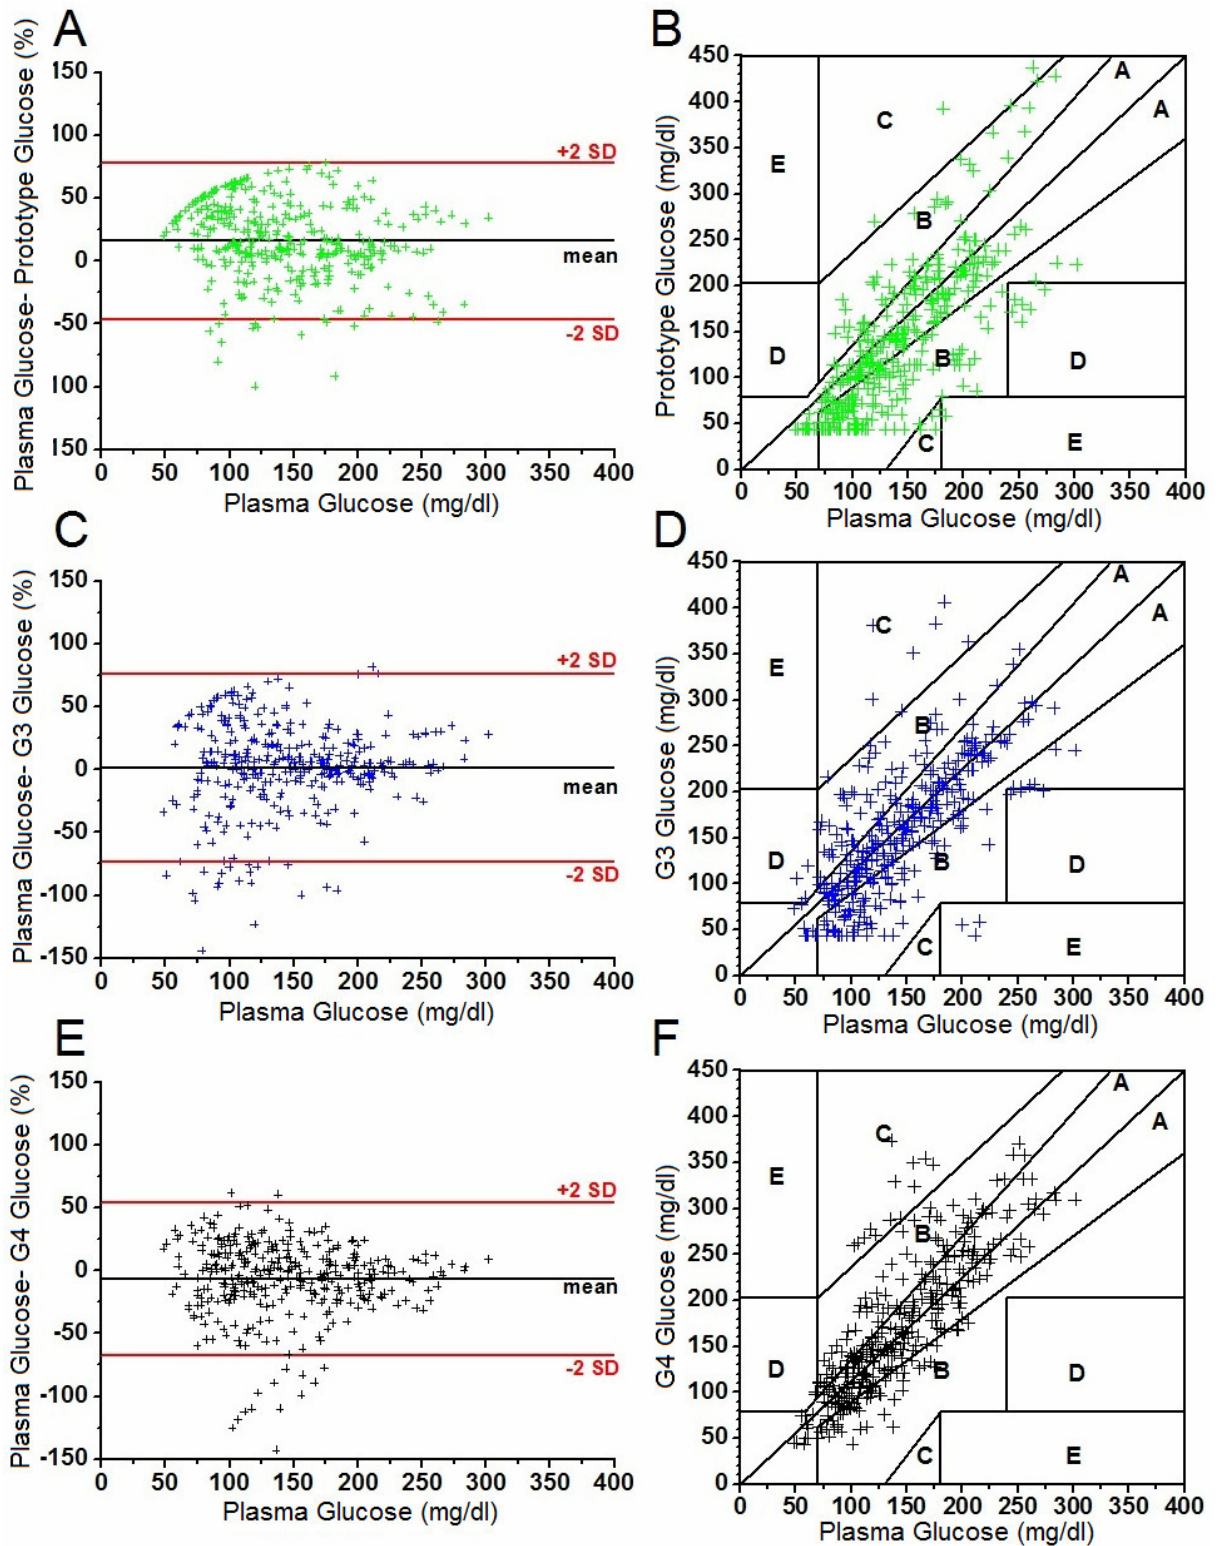 A
Plasma Glucose- Prototype Glucose (%)
150
100
50
0
-50
100
150
+2 SD
mean
-2 SD
0 50 100 150 200 250 300 350 400
Plasma Glucose (mg/dl)
B
Prototype Glucose (mg/dl)
450
400
350
300
250
200
150
100
50
0
A
A
C
E
B
D
B
D
C
E
0 50 100 150 200 250 300 350 400
Plasma Glucose (mg/dl)
C
Plasma Glucose- G3 Glucose (%)
150
100
50
0
-50
-100
-150
+2 SD
mean
-2 SD
0 50 100 150 200 250 300 350 400
Plasma Glucose (mg/dl)
D
G3 Glucose (mg/dl)
450
400
350
300
250
200
150
100
50
0
A
A
C
E
B
D
B
D
C
E
0 50 100 150 200 250 300 350 400
Plasma Glucose (mg/dl)
E
Plasma Glucose- G4 Glucose (%)
150
100
50
0
-50
-100
-150
+2 SD
mean
-2 SD
0 50 100 150 200 250 300 350 400
Plasma Glucose (mg/dl)
F
G4 Glucose (mg/dl)
450
400
350
300
250
200
150
100
50
0
A
A
C
E
B
D
B
D
C
E
0 50 100 150 200 250 300 350 400
Plasma Glucose (mg/dl)